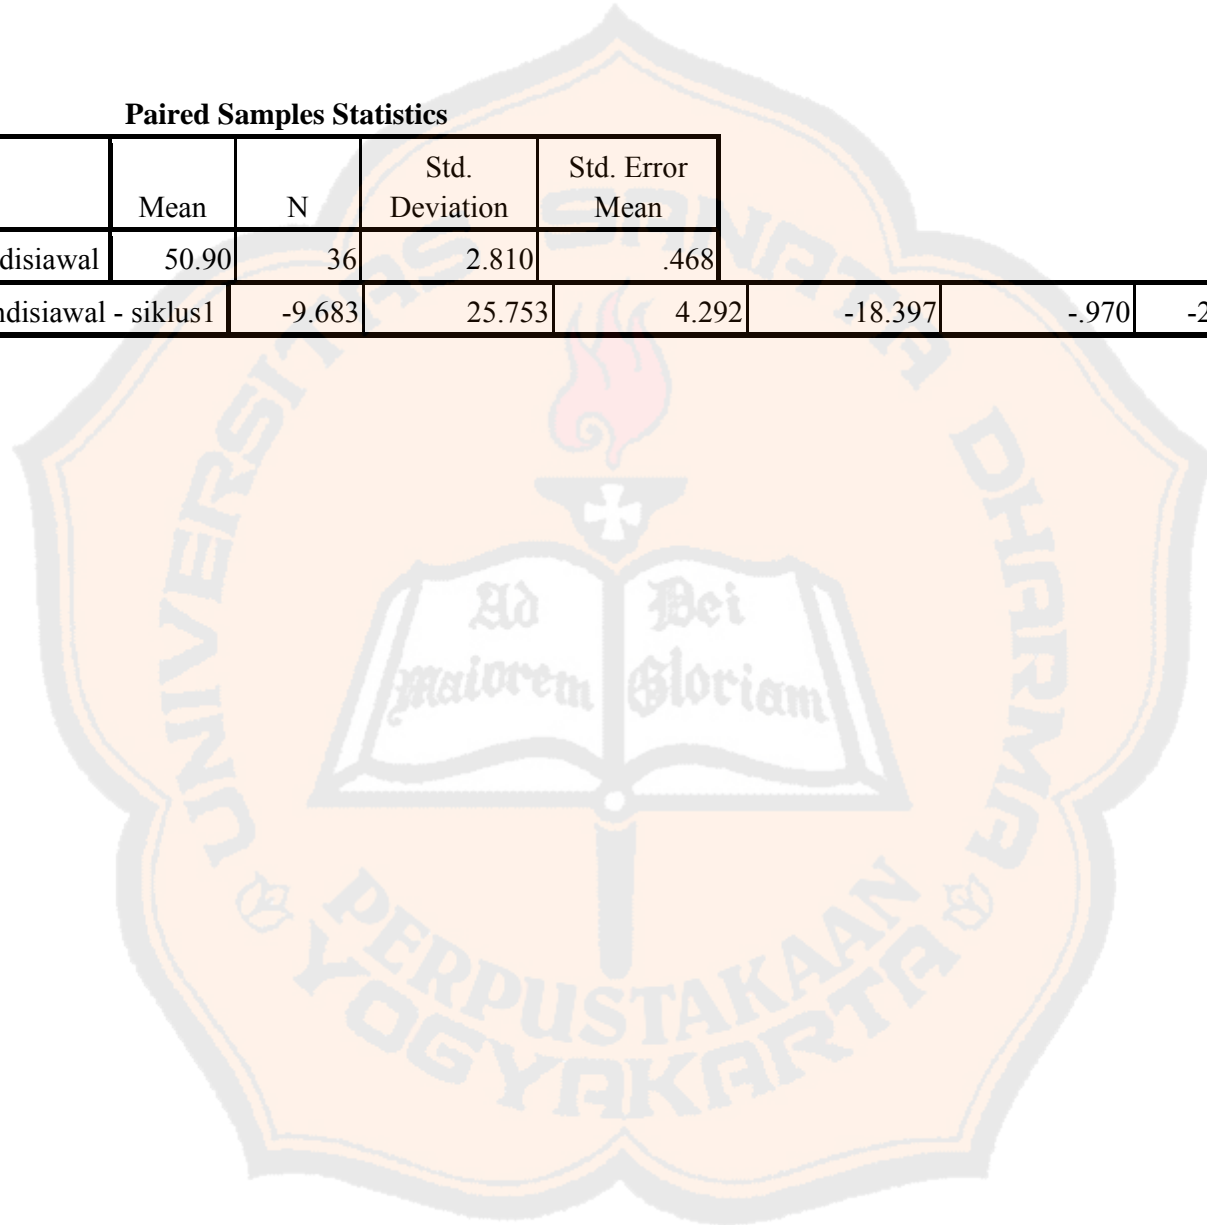 Paired Samples Statistics
Mean N Std. Deviation Std. Error Mean
disiawal 50.90 36 2.810 .468
ndisiawal - siklus1 -9.683 25.753 4.292 -18.397 -.970 -2
UNIVERSITAS SANATA DHARMA
Ad Dei
maiorem Gloriam
PERPUSTAKAAN
YOGYAKARTA